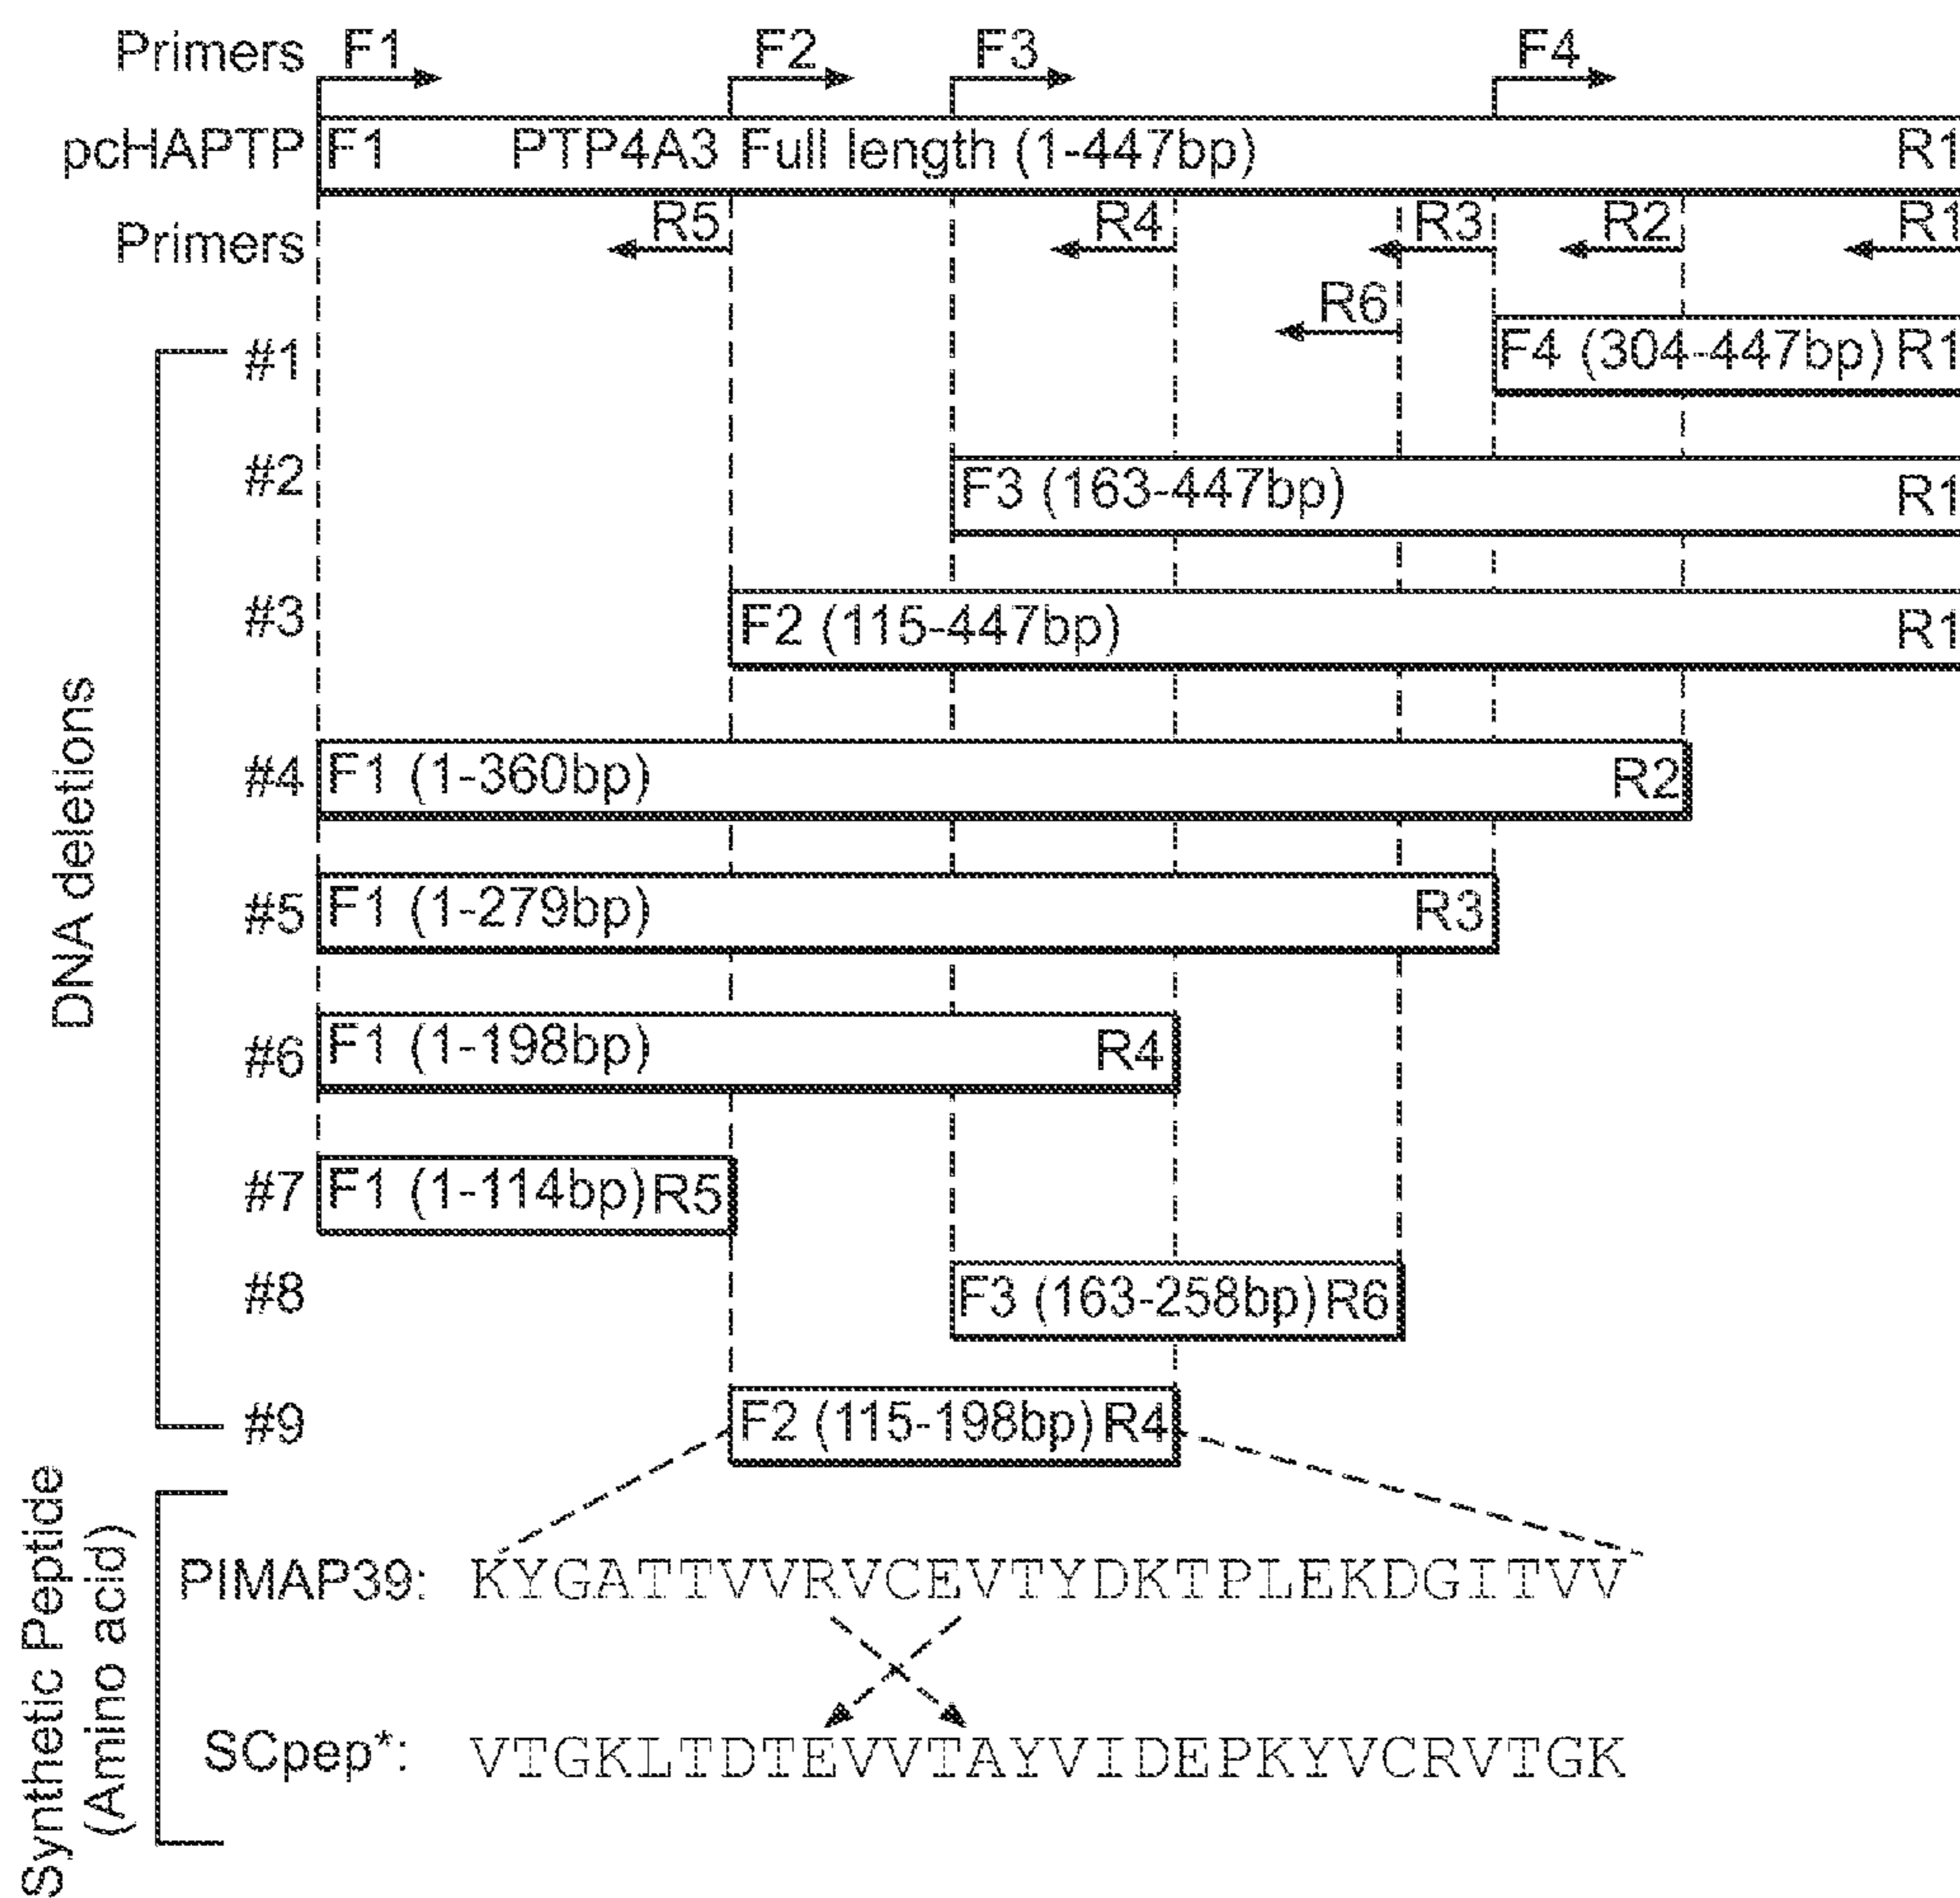 Primers F1 F2 F3 F4
pcHAPTP F1 PTP4A3 Full length (1-447bp) R1
Primers R5 R4 R3 R2 R1
R6
#1 F4 (304-447bp) R1
#2 F3 (163-447bp) R1
#3 F2 (115-447bp) R1
DNA deletions
#4 F1 (1-360bp) R2
#5 F1 (1-279bp) R3
#6 F1 (1-198bp) R4
#7 F1 (1-114bp) R5
#8 F3 (163-258bp) R6
#9 F2 (115-198bp) R4
Synthetic Peptide
(Amino acid)
PIMAP39: KYGATTVVRVCEVTYDKTPLEKDGITVV
SCpep*: VTGKLTDTEVVTAYVIDEPKYVCRVTGK